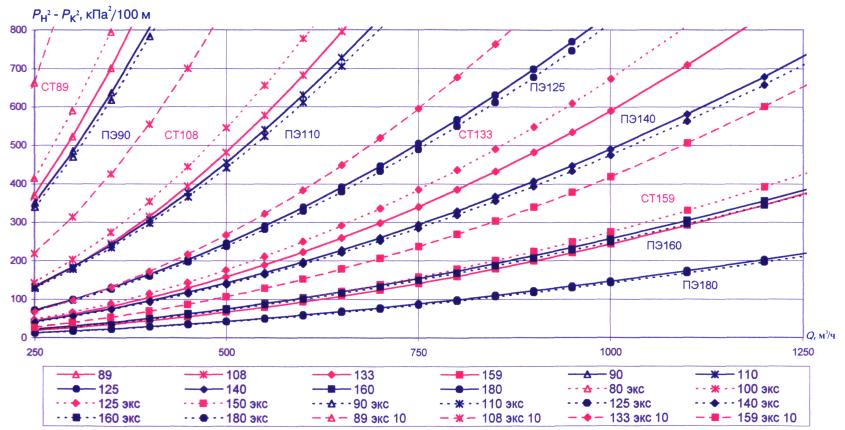 Pн² - Pк², кПа²/100 м
800
700
600
500
400
300
200
100
0
СТ89
ПЭ90
СТ108
ПЭ110
ПЭ125
СТ133
ПЭ140
СТ159
ПЭ160
ПЭ180
250
500
750
1000
1250
Q, м³/ч
89 108 133 159 90 110
125 140 160 180 80 экс 100 экс
125 экс 150 экс 90 экс 110 экс 125 экс 140 экс
160 экс 180 экс 89 экс 10 108 экс 10 133 экс 10 159 экс 10